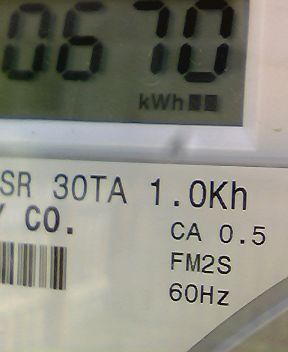 0670
kWh
SR 30TA 1.0Kh
Y CO.
CA 0.5
FM2S
60Hz